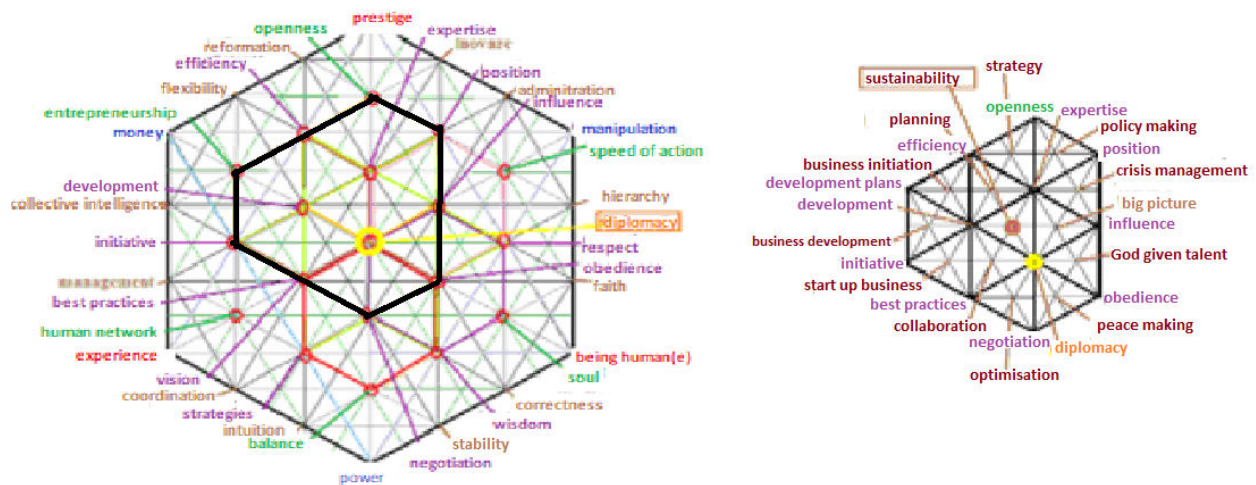 prestige
openness
expertise
reformation
efficiency
position
flexibility
adminitration
influence
entrepreneurship
money
manipulation
speed of action
development
hierarchy
collective intelligence
diplomacy
initiative
respect
obedience
management
faith
best practices
human network
experience
being human(e)
vision
soul
coordination
correctness
strategies
wisdom
intuition
balance
stability
negotiation
power
strategy
sustainability
openness
expertise
planning
policy making
efficiency
position
business initiation
crisis management
development plans
development
big picture
influence
business development
God given talent
initiative
start up business
obedience
best practices
collaboration
peace making
negotiation
diplomacy
optimisation